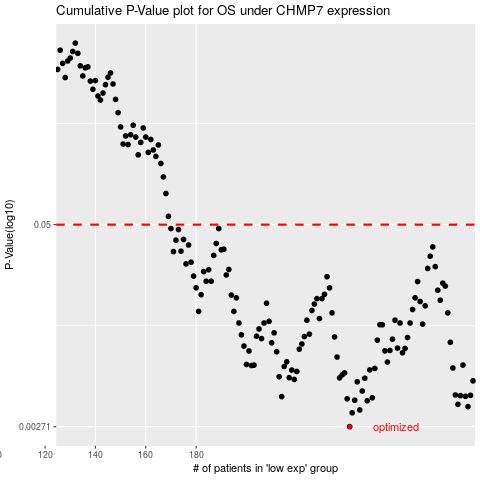 Cumulative P-Value plot for OS under CHMP7 expression
P-Value(log10)
0.05
0.00271
optimized
0
120
140
160
180
# of patients in 'low exp' group